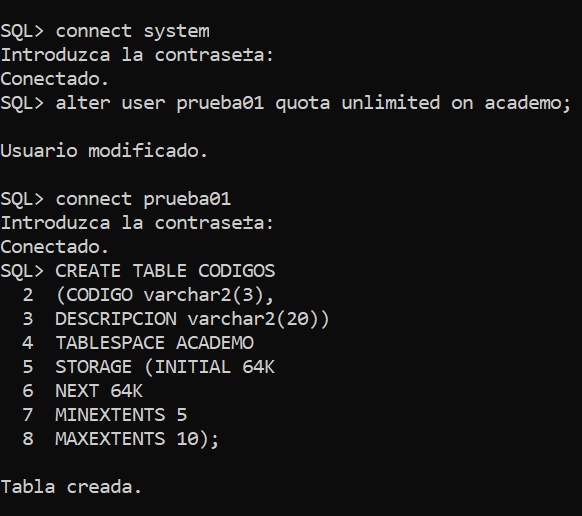 SQL> connect system
Introduzca la contrase±a:
Conectado.
SQL> alter user prueba01 quota unlimited on academo;
Usuario modificado.
SQL> connect prueba01
Introduzca la contrase±a:
Conectado.
SQL> CREATE TABLE CODIGOS
  2  (CODIGO varchar2(3),
  3  DESCRIPCION varchar2(20))
  4  TABLESPACE ACADEMO
  5  STORAGE (INITIAL 64K
  6  NEXT 64K
  7  MINEXTENTS 5
  8  MAXEXTENTS 10);
Tabla creada.